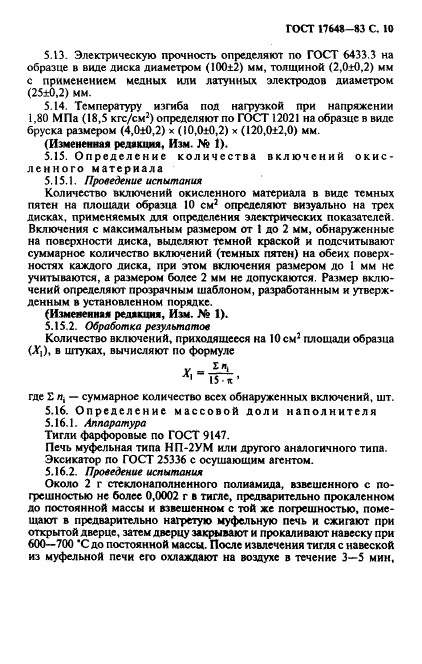 ГОСТ 17648—83 С. 10
5.13. Электрическую прочность определяют по ГОСТ 6433.3 на
образце в виде диска диаметром (100±2) мм, толщиной (2,0±0,2) мм
с применением медных или латунных электродов диаметром
(25±0,2) мм.
5.14. Температуру изгиба под нагрузкой при напряжении
1,80 МПа (18,5 кгс/см²) определяют по ГОСТ 12021 на образце в виде
бруска размером (4,0±0,2) × (10,0±0,2) × (120,0±2,0) мм.
(Измененная редакция, Изм. № 1).
5.15. Определение количества включений окис-
ленного материала
5.15.1. Проведение испытания
Количество включений окисленного материала в виде темных
пятен на площади образца 10 см² определяют визуально на трех
дисках, применяемых для определения электрических показателей.
Включения с максимальным размером от 1 до 2 мм, обнаруженные
на поверхности диска, выделяют темной краской и подсчитывают
суммарное количество включений (темных пятен) на обеих поверх-
ностях каждого диска, при этом включения размером до 1 мм не
учитываются, а размером более 2 мм не допускаются. Размер вклю-
чений определяют прозрачным шаблоном, разработанным и утверж-
денным в установленном порядке.
(Измененная редакция, Изм. № 1).
5.15.2. Обработка результатов
Количество включений, приходящееся на 10 см² площади образца
(X₁), в штуках, вычисляют по формуле
X₁ = Σ nᵢ / 15 · π ,
где Σ nᵢ — суммарное количество всех обнаруженных включений, шт.
5.16. Определение массовой доли наполнителя
5.16.1. Аппаратура
Тигли фарфоровые по ГОСТ 9147.
Печь муфельная типа НП-2УМ или другого аналогичного типа.
Эксикатор по ГОСТ 25336 с осушающим агентом.
5.16.2. Проведение испытания
Около 2 г стеклонаполненного полиамида, взвешенного с по-
грешностью не более 0,0002 г в тигле, предварительно прокаленном
до постоянной массы и взвешенном с той же погрешностью, поме-
щают в предварительно нагретую муфельную печь и сжигают при
открытой дверце, затем дверцу закрывают и прокаливают навеску при
600—700 °С до постоянной массы. После извлечения тигля с навеской
из муфельной печи его охлаждают на воздухе в течение 3—5 мин,